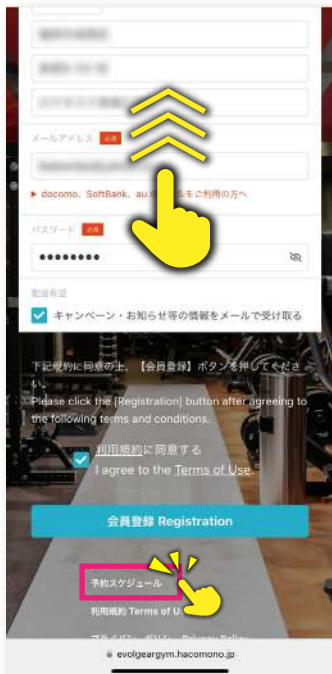 メールアドレス 必須
▶ docomo、SoftBank、au
をご利用の方へ
パスワード 必須
配信希望
キャンペーン・お知らせ等の情報をメールで受け取る
下記規約に同意の上、【会員登録】ボタンを押してください。
Please click the [Registration] button after agreeing to
the following terms and conditions.
利用規約に同意する
I agree to the Terms of Use.
会員登録 Registration
予約スケジュール
利用規約 Terms of U
evolgeargym.hacomono.jp